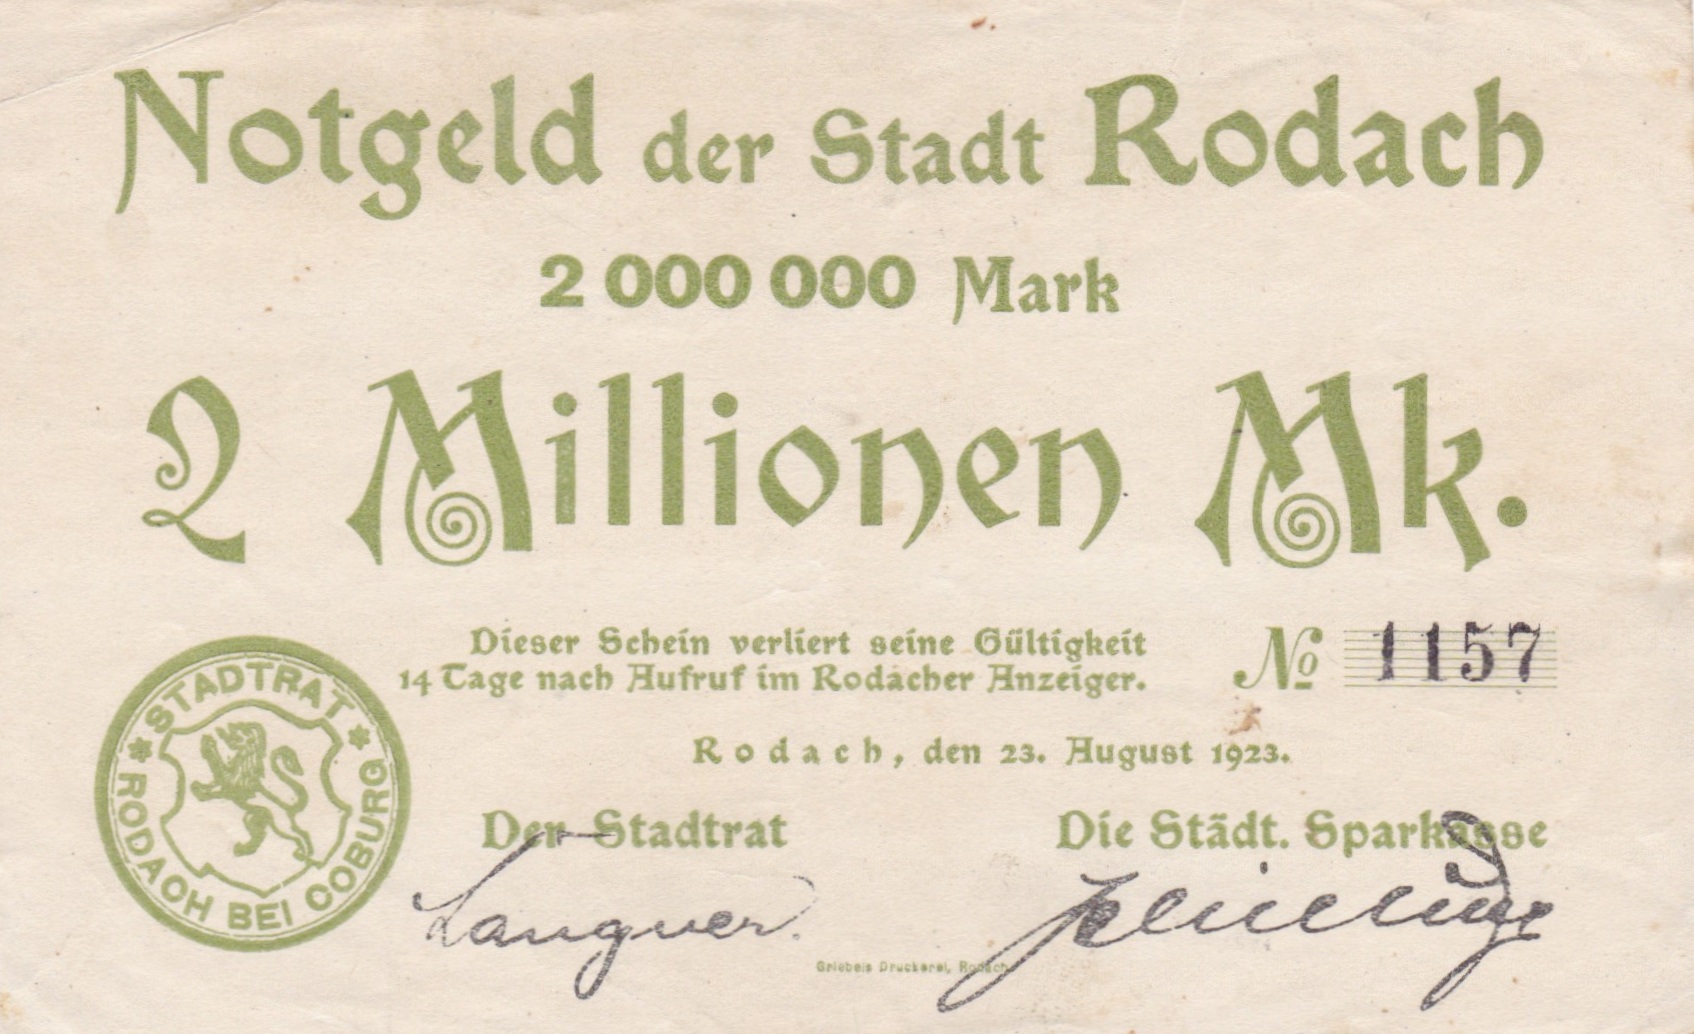 Notgeld der Stadt Rodach
2 000 000 Mark
2 Millionen Mk.
Dieser Schein verliert seine Gültigkeit
14 Tage nach Aufruf im Rodacher Anzeiger.
No 1157
Rodach, den 23. August 1923.
STADTRAT
RODACH BEI COBURG
Der Stadtrat
Die Städt. Sparkasse
Langner.
Griebels Druckerei, Rodach.